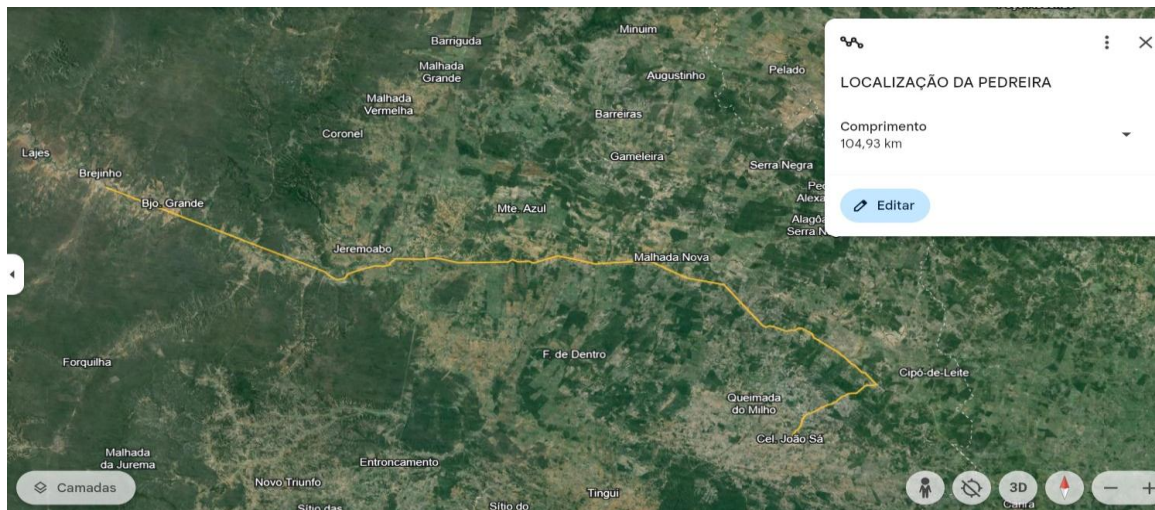 Minuim
Barriguda
Malhada
Grande
Augustinho
Pelado
Malhada
Vermelha
Barreiras
Coronel
Gameleira
Lajes
Brejinho
Serra Negra
Bjo. Grande
Mte. Azul
Serra
Jeremoabo
Malhada Nova
Forquilha
F. de Dentro
Cipó-de-Leite
Queimada
do Milho
Cel. João Sá
Malhada
da Jurema
Entroncamento
Novo Triunfo
Tingui
LOCALIZAÇÃO DA PEDREIRA
Comprimento
104,93 km
Editar
Camadas
3D